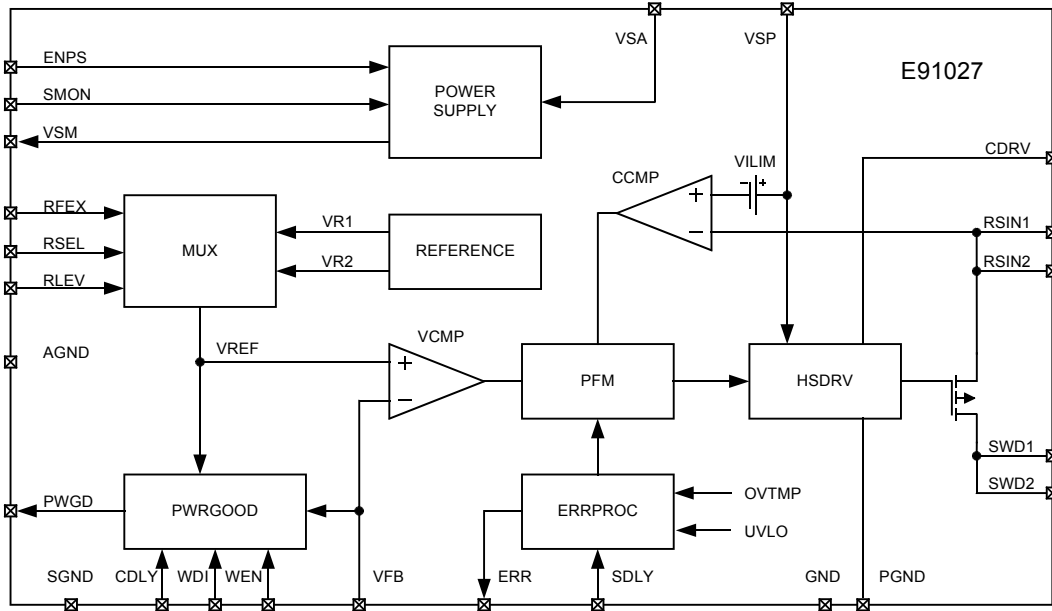 VSA
VSP
E91027
ENPS
SMON
VSM
POWER
SUPPLY
CDRV
VILIM
- +
CCMP
+
−
RFEX
RSEL
RLEV
MUX
VR1
VR2
REFERENCE
RSIN1
RSIN2
AGND
VREF
VCMP
+
−
PFM
HSDRV
SWD1
SWD2
PWGD
PWRGOOD
ERRPROC
OVTMP
UVLO
SGND
CDLY
WDI
WEN
VFB
ERR
SDLY
GND
PGND